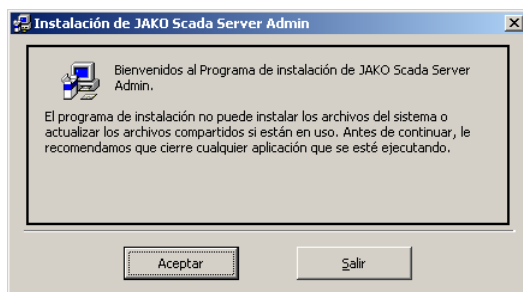 Instalación de JAKO Scada Server Admin
Bienvenidos al Programa de instalación de JAKO Scada Server
Admin.
El programa de instalación no puede instalar los archivos del sistema o
actualizar los archivos compartidos si están en uso. Antes de continuar, le
recomendamos que cierre cualquier aplicación que se esté ejecutando.
Aceptar
Salir